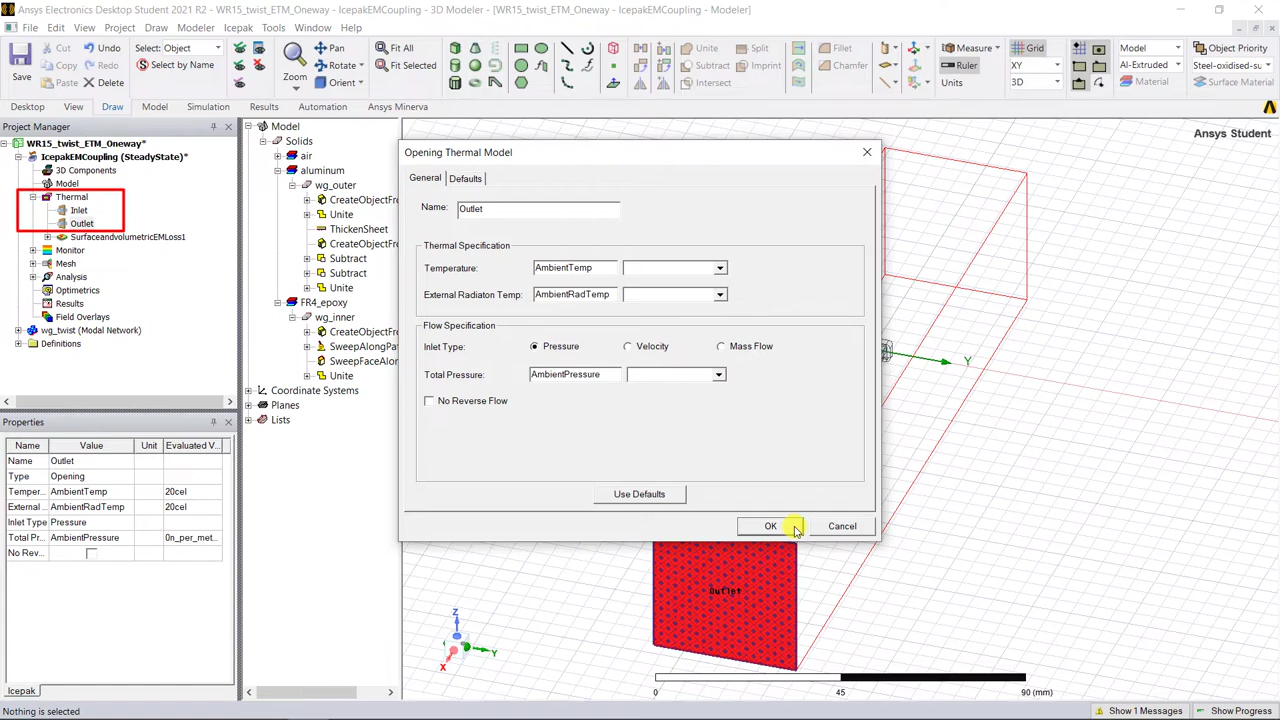 Ansys Electronics Desktop Student 2021 R2 - WR15_twist_ETM_Oneway - IcepakEMCoupling - 3D Modeler - [WR15_twist_ETM_Oneway - IcepakEMCoupling - Modeler]
File Edit View Project Draw Modeler Icepak Tools Window Help
Save
Cut Undo
Copy Redo
Paste Delete
Select: Object
Select by Name
Zoom
Pan
Rotate
Orient
Fit All
Fit Selected
Unite Split
Subtract Imprint
Intersect
Fillet
Chamfer
Measure
Ruler
Units
Grid
XY
3D
Model
Al-Extruded
Material
Object Priority
Steel-oxidised-su
Surface Material
Desktop View Draw Model Simulation Results Automation Ansys Minerva
Project Manager
WR15_twist_ETM_Oneway*
IcepakEMCoupling (SteadyState)*
3D Components
Model
Thermal
Inlet
Outlet
SurfaceandvolumetricEMLoss1
Monitor
Mesh
Analysis
Optimetrics
Results
Field Overlays
wg_twist (Modal Network)
Definitions
Properties
Name Value Unit Evaluated V...
Name Outlet
Type Opening
Temper... AmbientTemp 20cel
External ... AmbientRadTemp 20cel
Inlet Type Pressure
Total Pr... AmbientPressure 0n_per_met...
No Rev...
Icepak
Nothing is selected
Model
Solids
air
aluminum
wg_outer
CreateObjectFr
Unite
ThickenSheet
CreateObjectFr
Subtract
Subtract
Unite
FR4_epoxy
wg_inner
CreateObjectFr
SweepAlongPa
SweepFaceAlon
Unite
Coordinate Systems
Planes
Lists
Opening Thermal Model
General Defaults
Name: Outlet
Thermal Specification
Temperature: AmbientTemp
External Radiaton Temp: AmbientRadTemp
Flow Specification
Inlet Type: Pressure Velocity Mass Flow
Total Pressure: AmbientPressure
No Reverse Flow
Use Defaults
OK Cancel
Ansys Student
Y
Outlet
Z
Y
X
0 45 90 (mm)
Show 1 Messages Show Progress